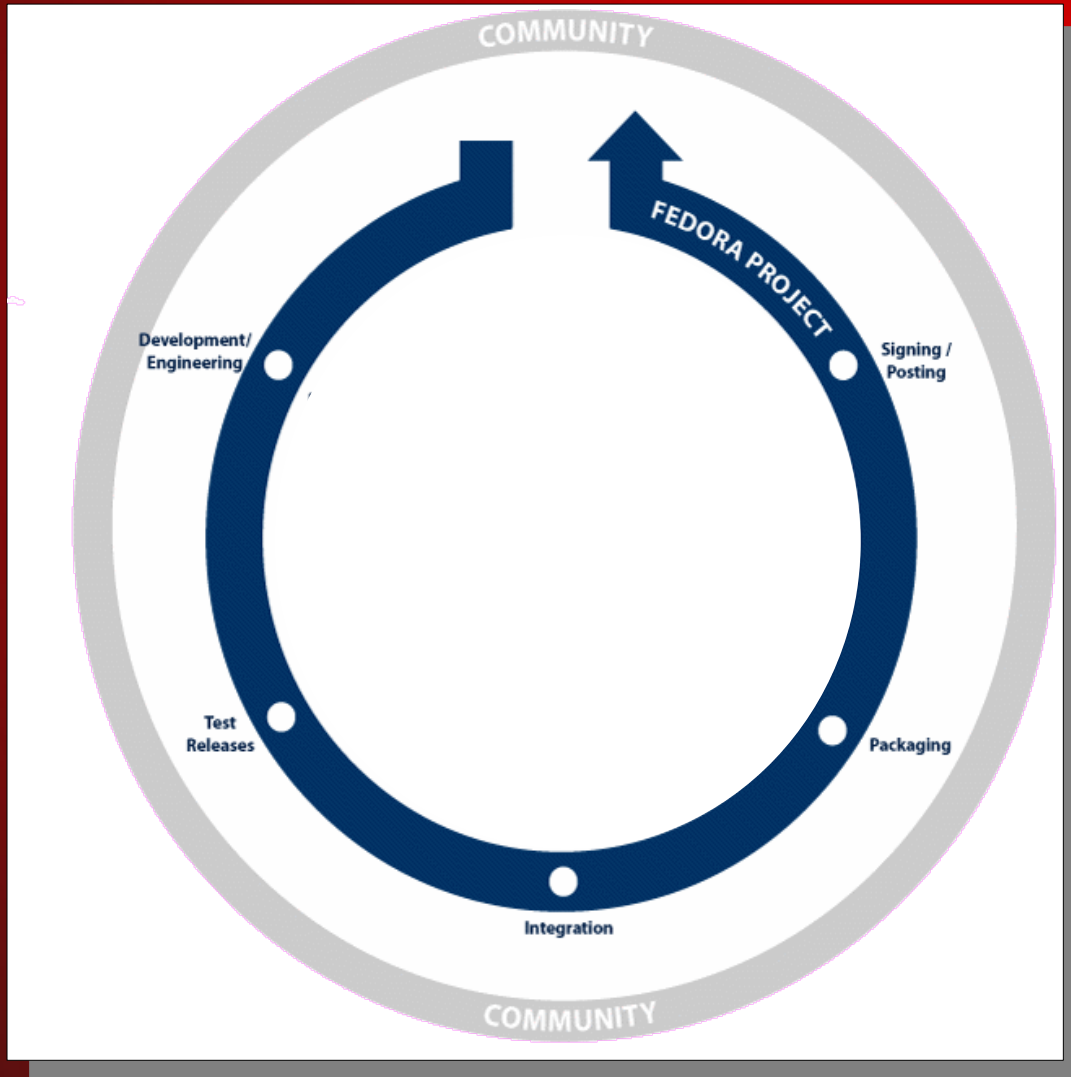 COMMUNITY
FEDORA PROJECT
Development/
Engineering
Signing /
Posting
Test
Releases
Packaging
Integration
COMMUNITY